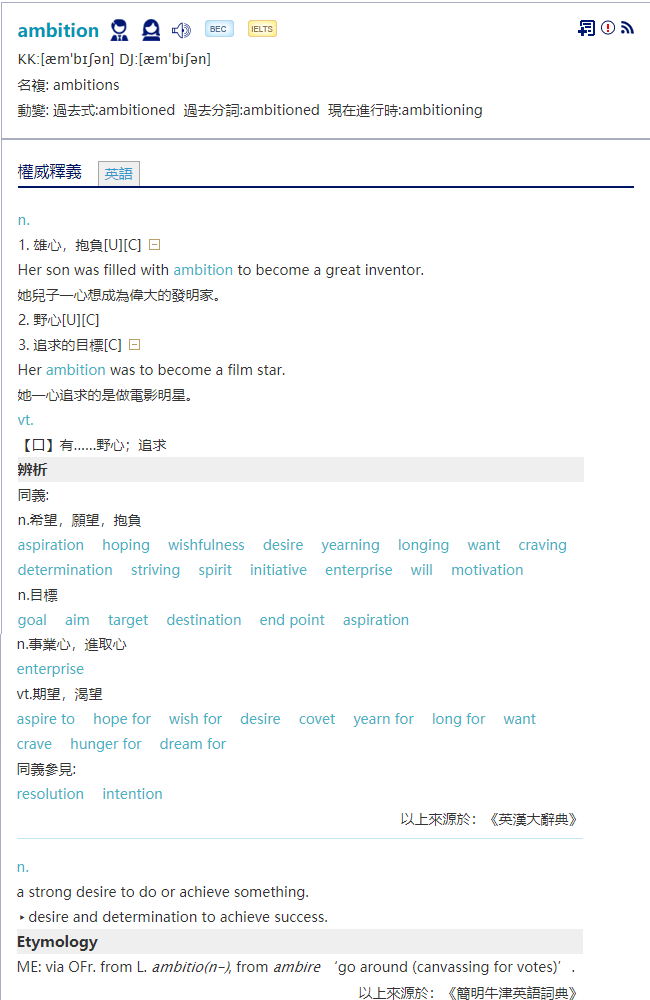 ambition BEC IELTS
KK:[æm'bɪʃən] DJ:[æm'biʃən]
名複: ambitions
動變: 過去式:ambitioned 過去分詞:ambitioned 現在進行時:ambitioning
權威釋義 英語
n.
1. 雄心，抱負[U][C]
Her son was filled with ambition to become a great inventor.
她兒子一心想成為偉大的發明家。
2. 野心[U][C]
3. 追求的目標[C]
Her ambition was to become a film star.
她一心追求的是做電影明星。
vt.
【口】有……野心；追求
辨析
同義:
n.希望，願望，抱負
aspiration hoping wishfulness desire yearning longing want craving
determination striving spirit initiative enterprise will motivation
n.目標
goal aim target destination end point aspiration
n.事業心，進取心
enterprise
vt.期望，渴望
aspire to hope for wish for desire covet yearn for long for want
crave hunger for dream for
同義參見:
resolution intention
以上來源於：《英漢大辭典》
n.
a strong desire to do or achieve something.
‣desire and determination to achieve success.
Etymology
ME: via OFr. from L. ambitio(n-), from ambire ‘go around (canvassing for votes)’.
以上來源於：《簡明牛津英語詞典》